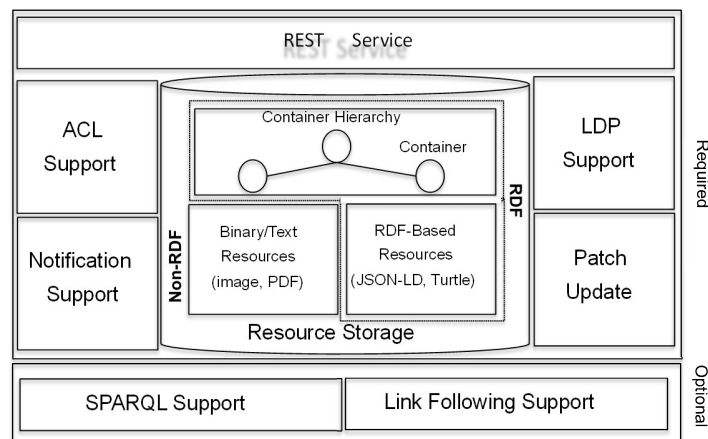 REST Service
ACL
Support
Container Hierarchy
Container
LDP
Support
Required
RDF
Non-RDF
Binary/Text
Resources
(image, PDF)
RDF-Based
Resources
(JSON-LD, Turtle)
Notification
Support
Patch
Update
Resource Storage
SPARQL Support
Link Following Support
Optional